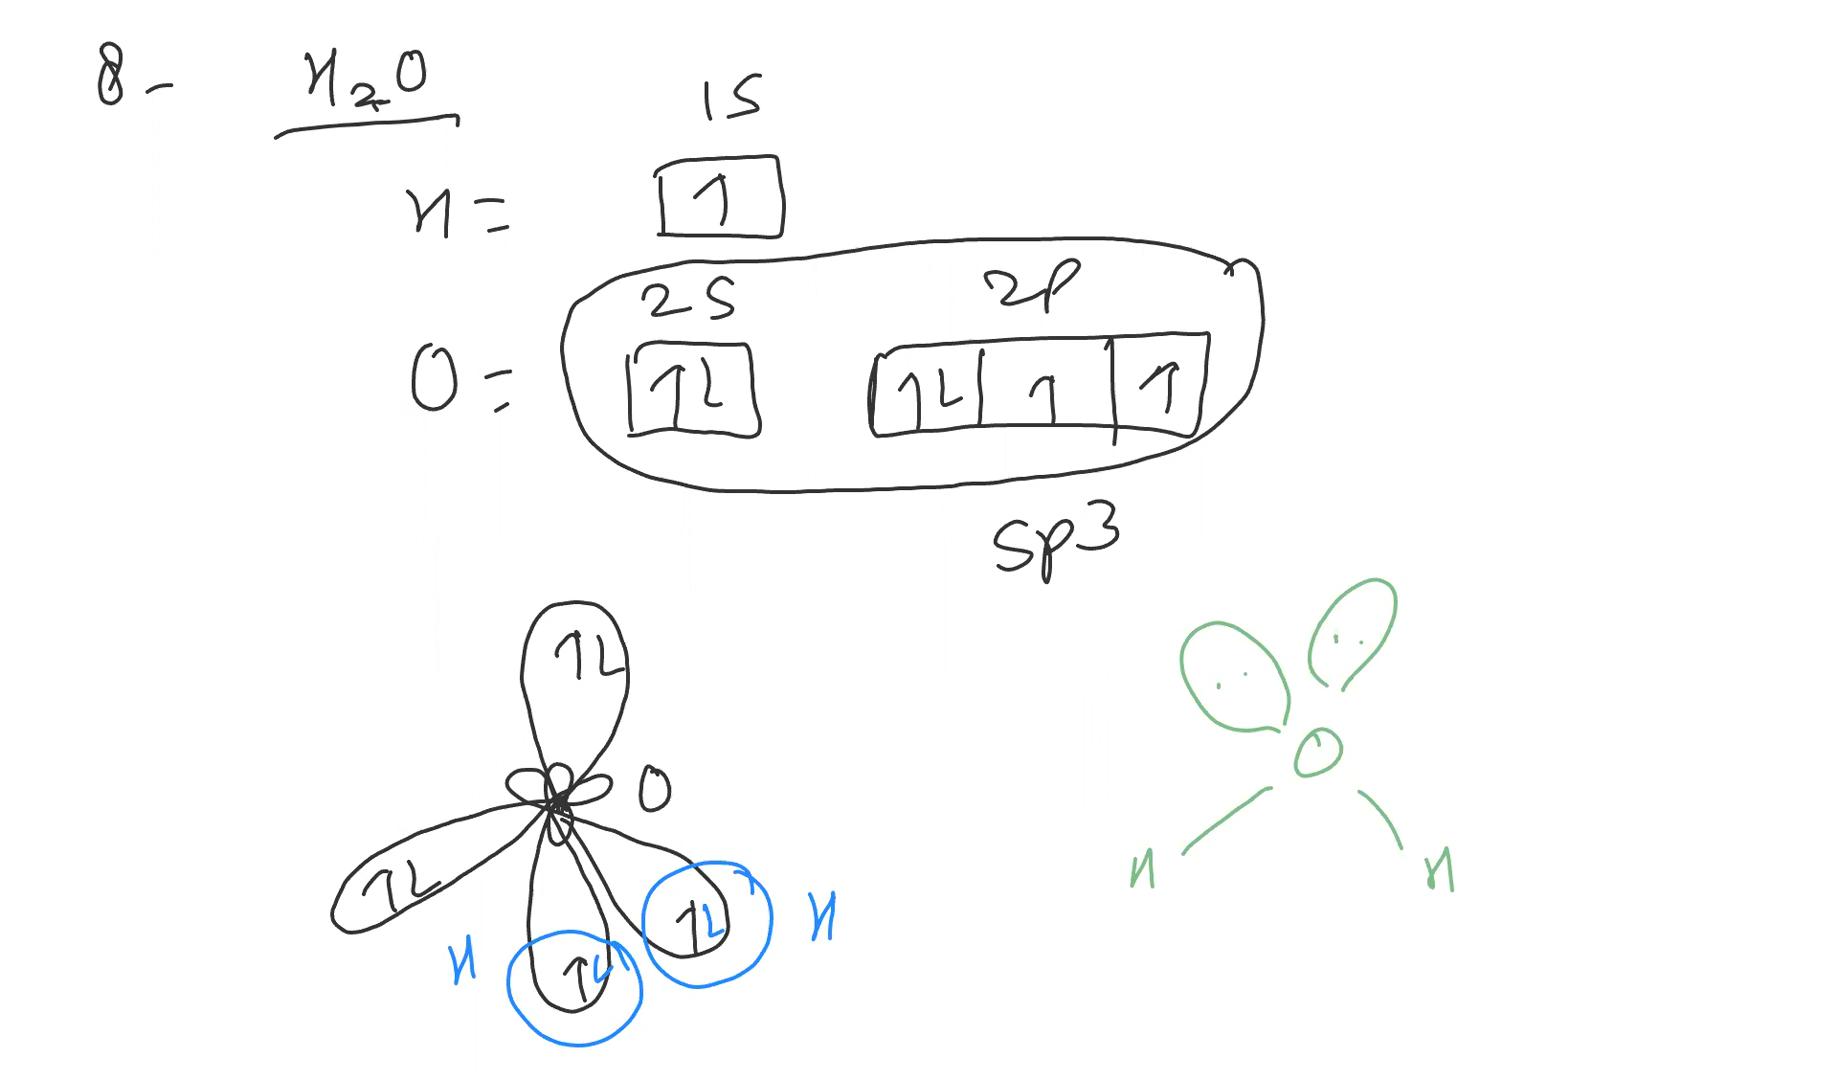 8- H₂O
1S
H = ↑
2S 2P
O = ↑↓ ↑↓ ↑ ↑
sp3
↑↓
O
↑↓
↑↓ H
H ↑↓
O
H H